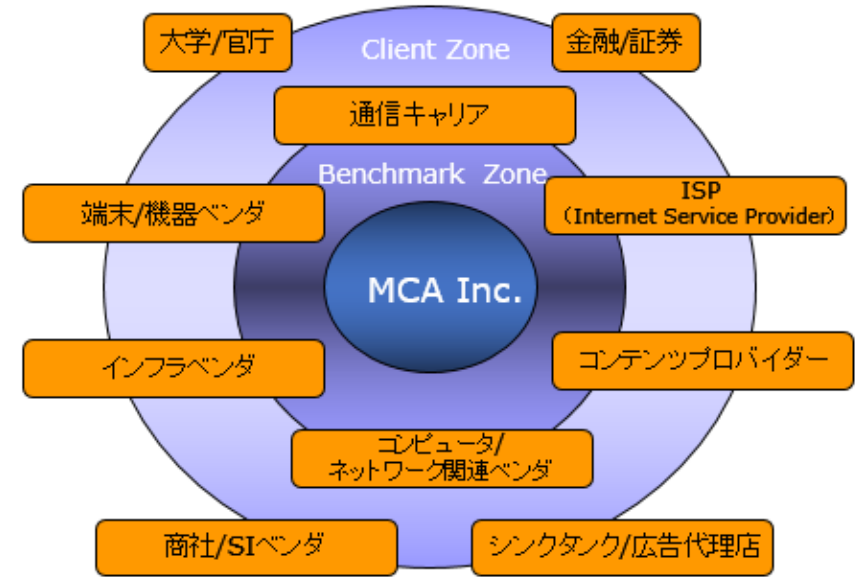 大学/官庁
Client Zone
金融/証券
通信キャリア
Benchmark Zone
端末/機器ベンダ
ISP
（Internet Service Provider）
MCA Inc.
インフラベンダ
コンテンツプロバイダー
コンピュータ/
ネットワーク関連ベンダ
商社/SIベンダ
シンクタンク/広告代理店